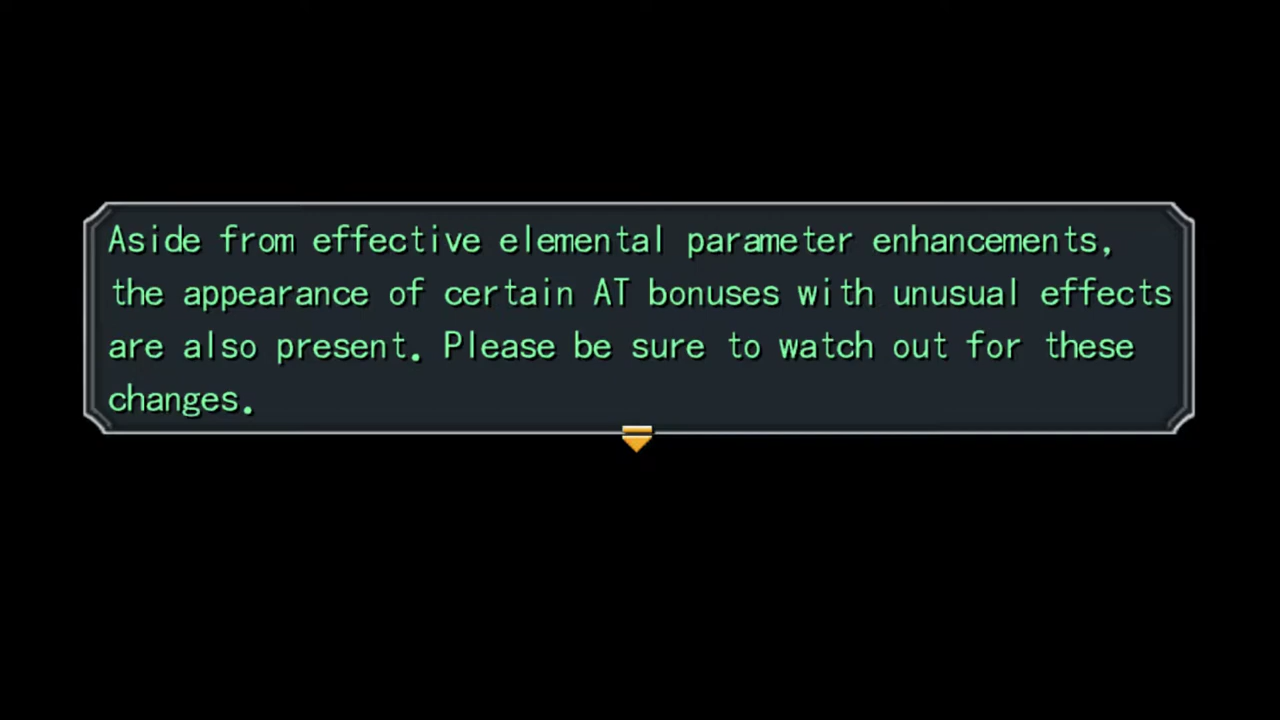 Aside from effective elemental parameter enhancements,
the appearance of certain AT bonuses with unusual effects
are also present. Please be sure to watch out for these
changes.